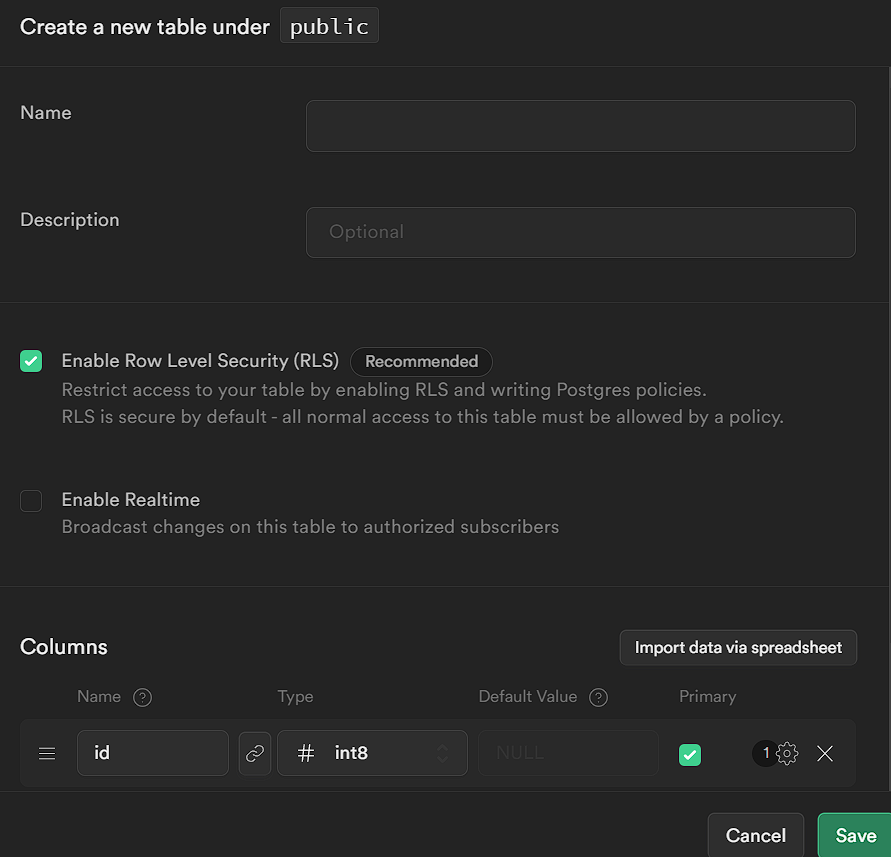 Create a new table under public
Name
Description
Optional
Enable Row Level Security (RLS) Recommended
Restrict access to your table by enabling RLS and writing Postgres policies.
RLS is secure by default - all normal access to this table must be allowed by a policy.
Enable Realtime
Broadcast changes on this table to authorized subscribers
Columns Import data via spreadsheet
Name ? Type Default Value ? Primary
id # int8 NULL 1
Cancel Save